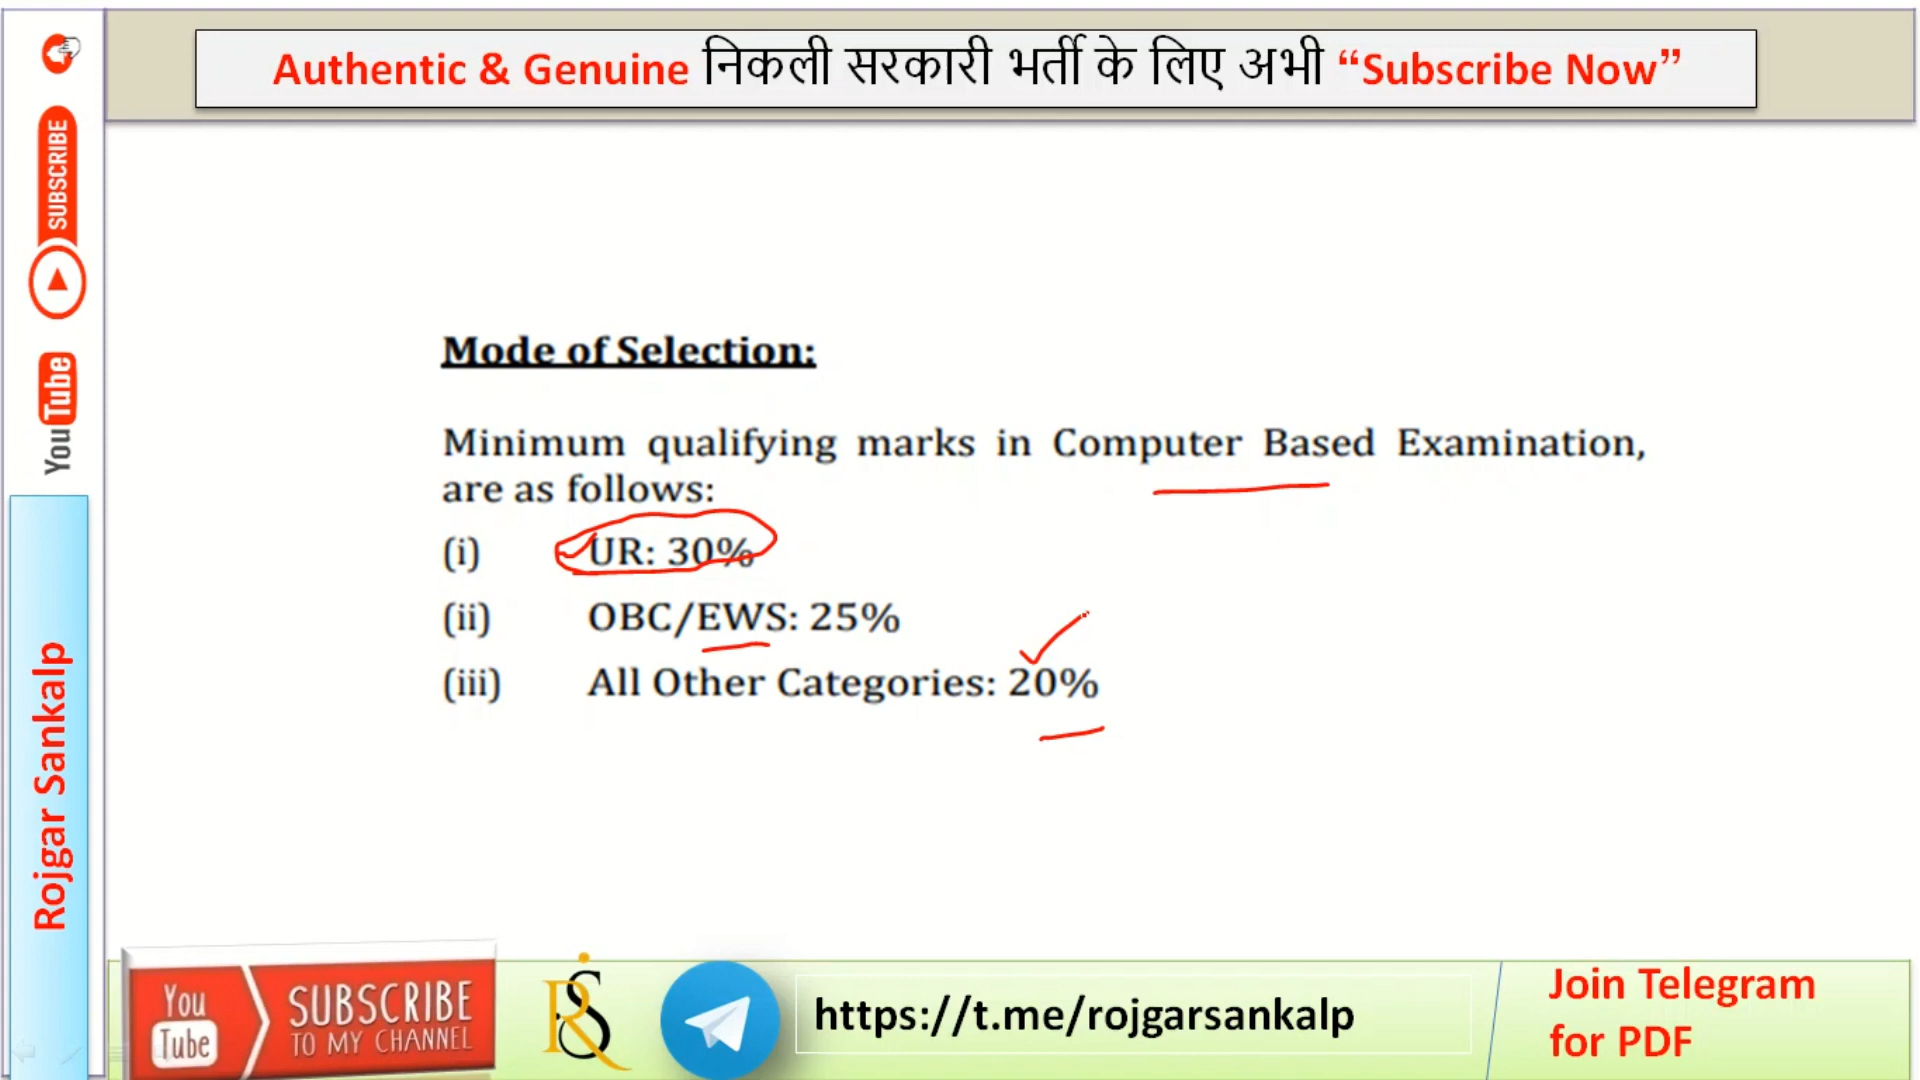 Authentic & Genuine निकली सरकारी भर्ती के लिए अभी “Subscribe Now”
SUBSCRIBE
YouTube
Rojgar Sankalp
Mode of Selection:
Minimum qualifying marks in Computer Based Examination,
are as follows:
(i) UR: 30%
(ii) OBC/EWS: 25%
(iii) All Other Categories: 20%
You
Tube
SUBSCRIBE
TO MY CHANNEL
RS
https://t.me/rojgarsankalp
Join Telegram
for PDF